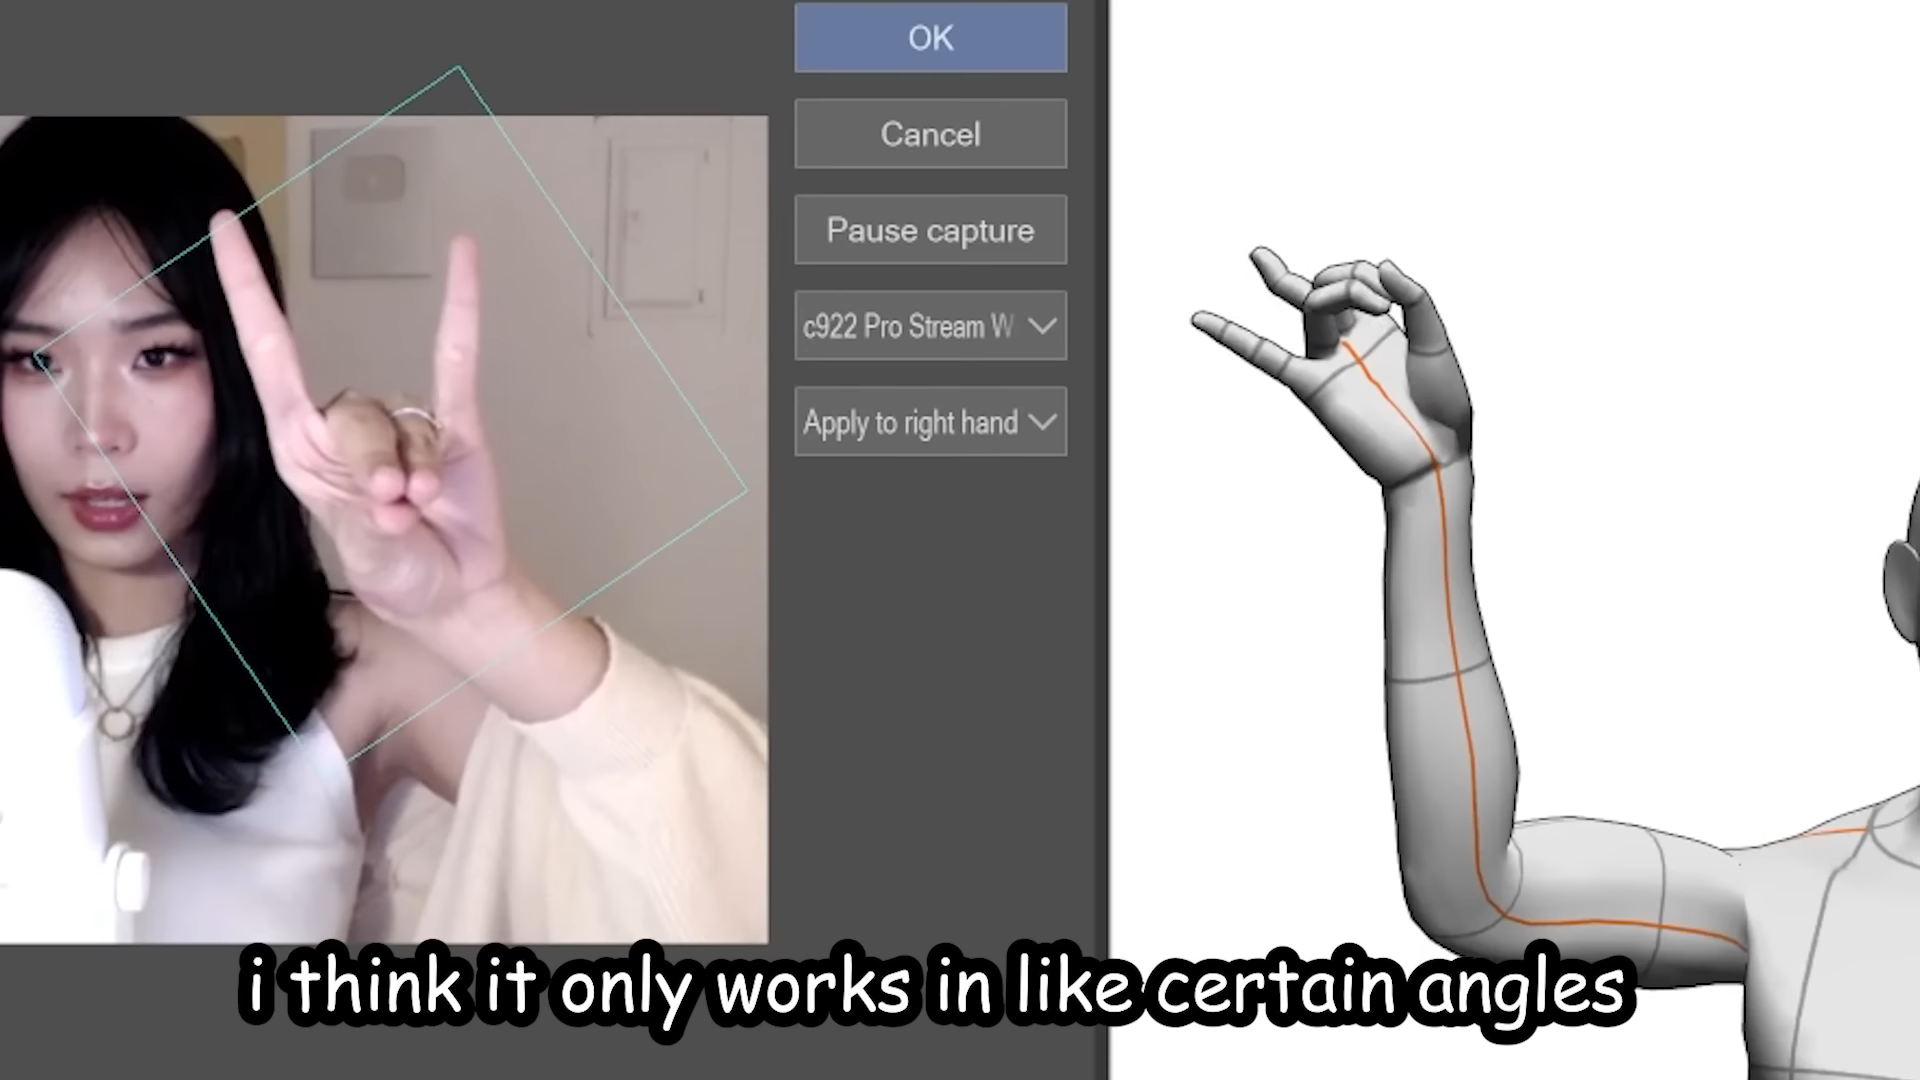 OK
Cancel
Pause capture
c922 Pro Stream W
Apply to right hand
i think it only works in like certain angles